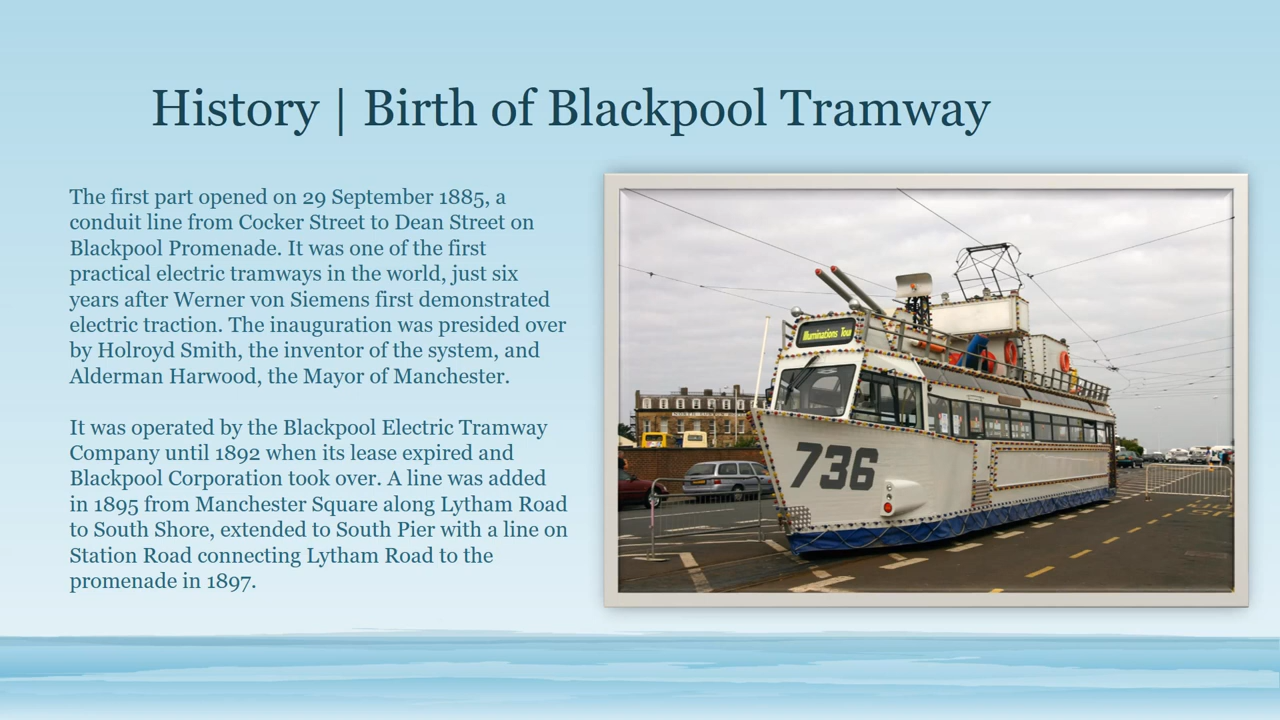 History | Birth of Blackpool Tramway
The first part opened on 29 September 1885, a
conduit line from Cocker Street to Dean Street on
Blackpool Promenade. It was one of the first
practical electric tramways in the world, just six
years after Werner von Siemens first demonstrated
electric traction. The inauguration was presided over
by Holroyd Smith, the inventor of the system, and
Alderman Harwood, the Mayor of Manchester.
It was operated by the Blackpool Electric Tramway
Company until 1892 when its lease expired and
Blackpool Corporation took over. A line was added
in 1895 from Manchester Square along Lytham Road
to South Shore, extended to South Pier with a line on
Station Road connecting Lytham Road to the
promenade in 1897.
Illuminations Tour
736